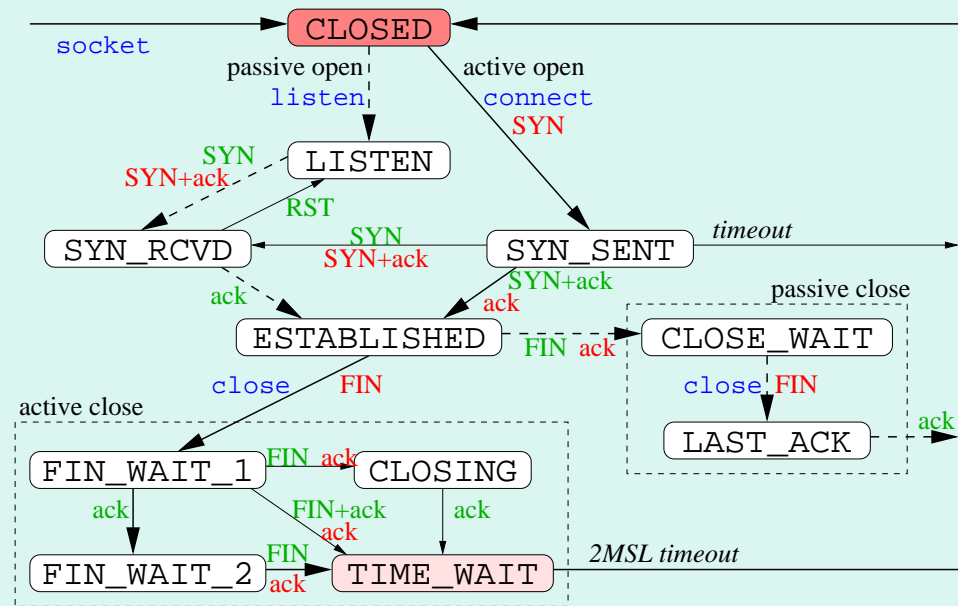 CLOSED
socket
passive open
active open
listen
connect
SYN
SYN
LISTEN
SYN+ack
RST
SYN_RCVD
SYN
SYN+ack
SYN_SENT
timeout
ack
SYN+ack
ack
passive close
ESTABLISHED
FIN ack
CLOSE_WAIT
close FIN
close FIN
active close
LAST_ACK
ack
FIN_WAIT_1
FIN ack
CLOSING
ack
FIN+ack
ack
ack
FIN_WAIT_2
FIN
ack
TIME_WAIT
2MSL timeout